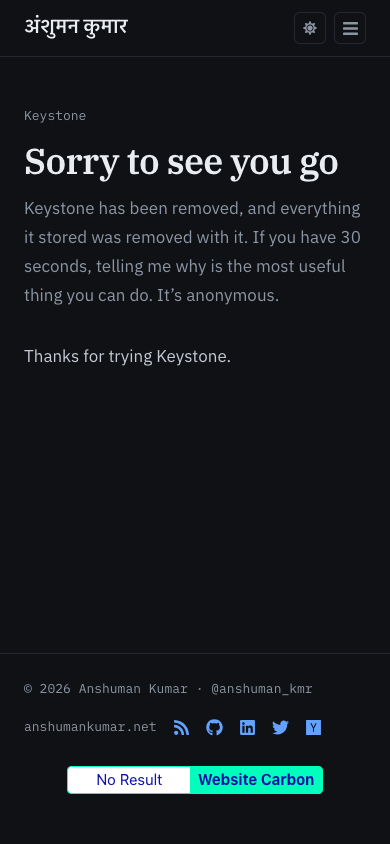 अंशुमन कुमार
Keystone
Sorry to see you go
Keystone has been removed, and everything
it stored was removed with it. If you have 30
seconds, telling me why is the most useful
thing you can do. It’s anonymous.
Thanks for trying Keystone.
© 2026 Anshuman Kumar · @anshuman_kmr
anshumankumar.net
No Result Website Carbon